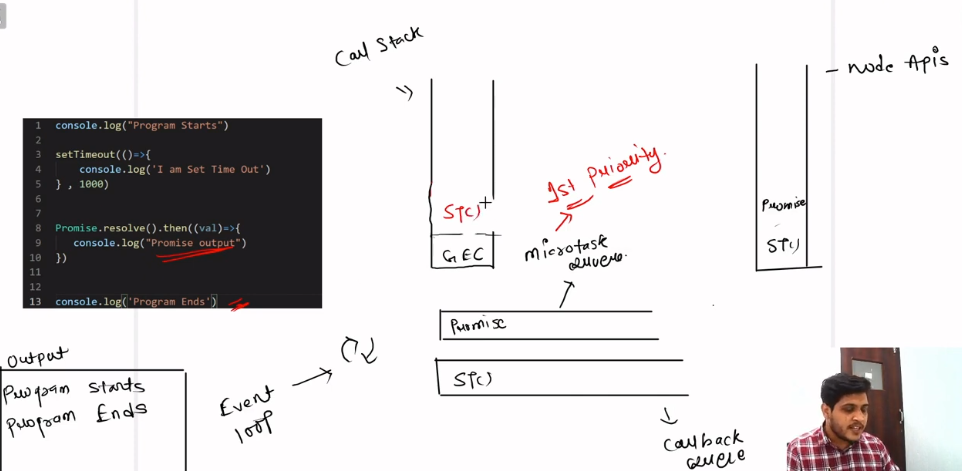 Call Stack
node Apis
1 console.log("Program Starts")
2
3 setTimeout(()=>{
4 console.log('I am Set Time Out')
5 } , 1000)
6
7
8 Promise.resolve().then((val)=>{
9 console.log("Promise output")
10 })
11
12
13 console.log('Program Ends')
1st Priority.
S T()
GEC
microtask queue.
Promise
ST()
Promise
ST()
Output
Program Starts
Program Ends
Event
loop
callback
queue